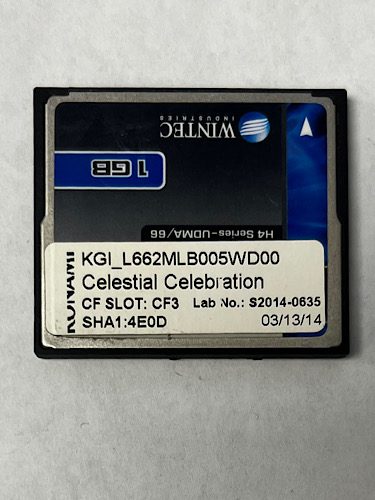 WINTEC
INDUSTRIES
1 GB
H4 Series-UDMA/66
KONAMI
KGI_L662MLB005WD00
Celestial Celebration
CF SLOT: CF3 Lab No.: S2014-0635
SHA1:4E0D 03/13/14